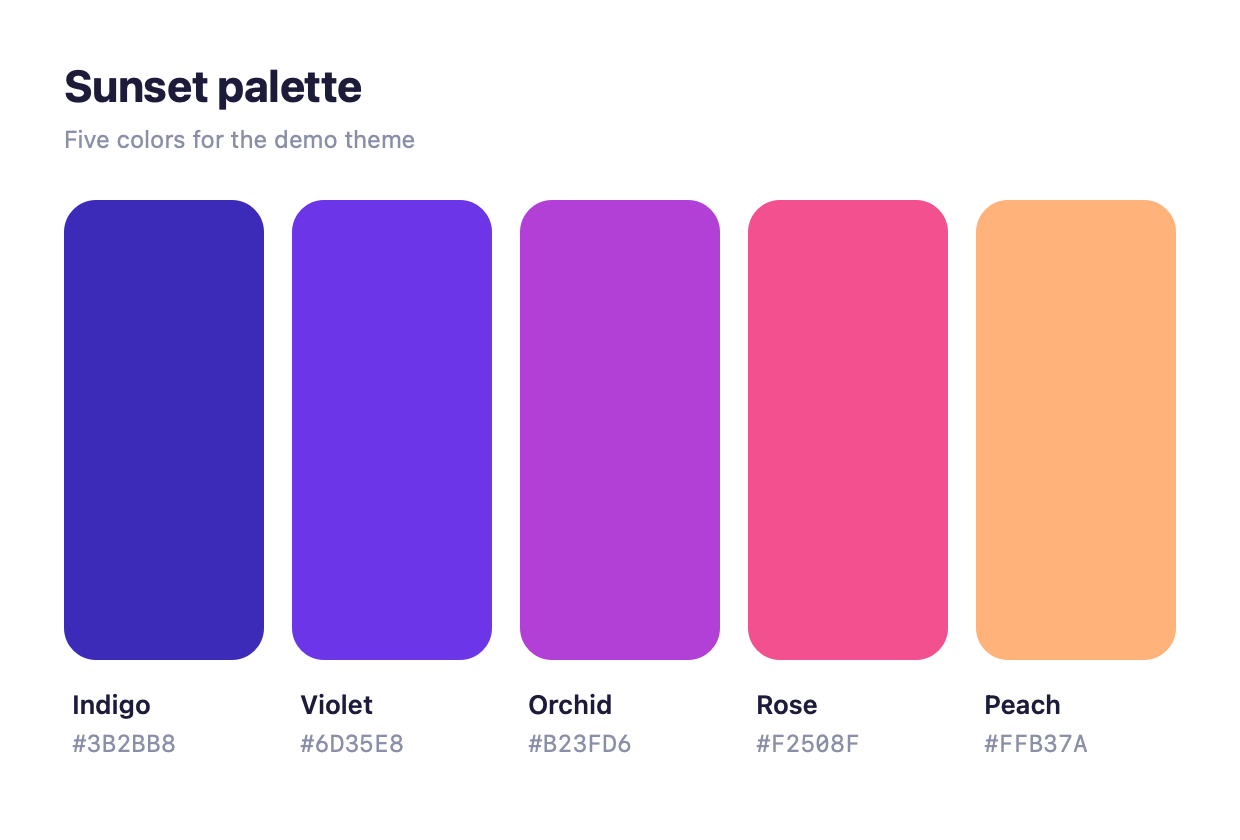 Sunset palette
Five colors for the demo theme
Indigo
#3B2BB8
Violet
#6D35E8
Orchid
#B23FD6
Rose
#F2508F
Peach
#FFB37A